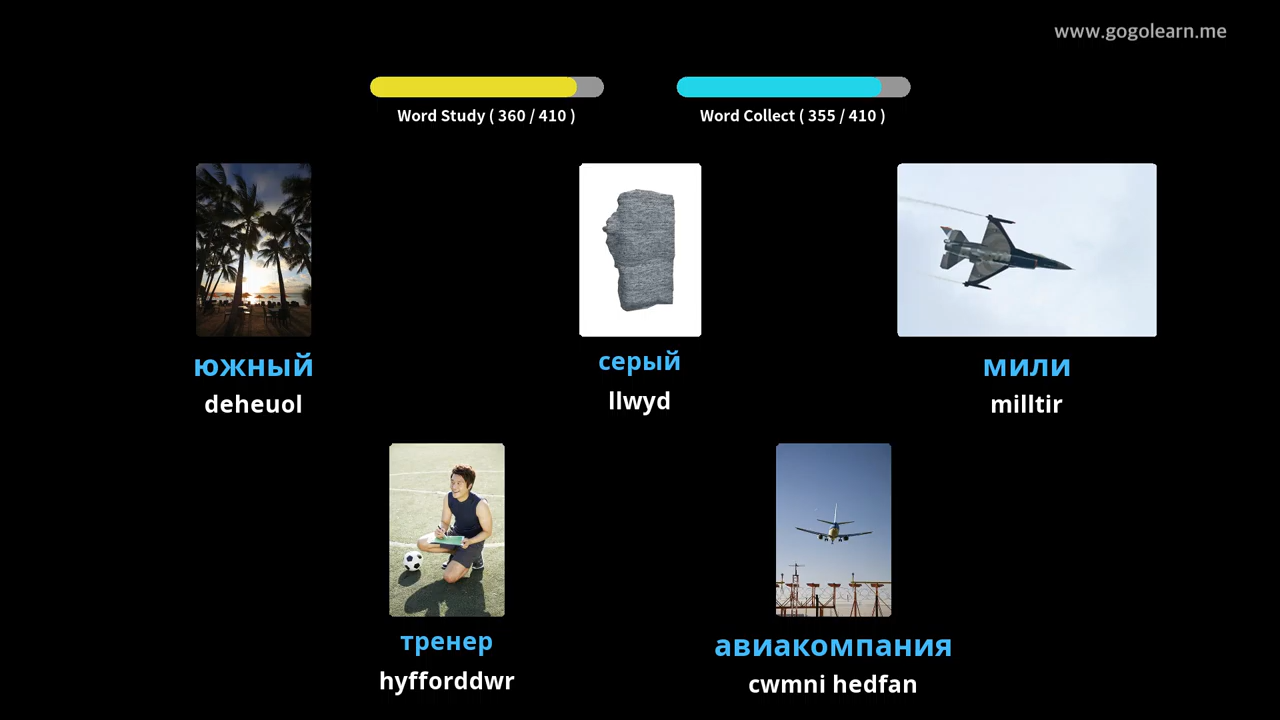 www.gogolearn.me
Word Study ( 360 / 410 )
Word Collect ( 355 / 410 )
южный
deheuol
серый
llwyd
мили
milltir
тренер
hyfforddwr
авиакомпания
cwmni hedfan